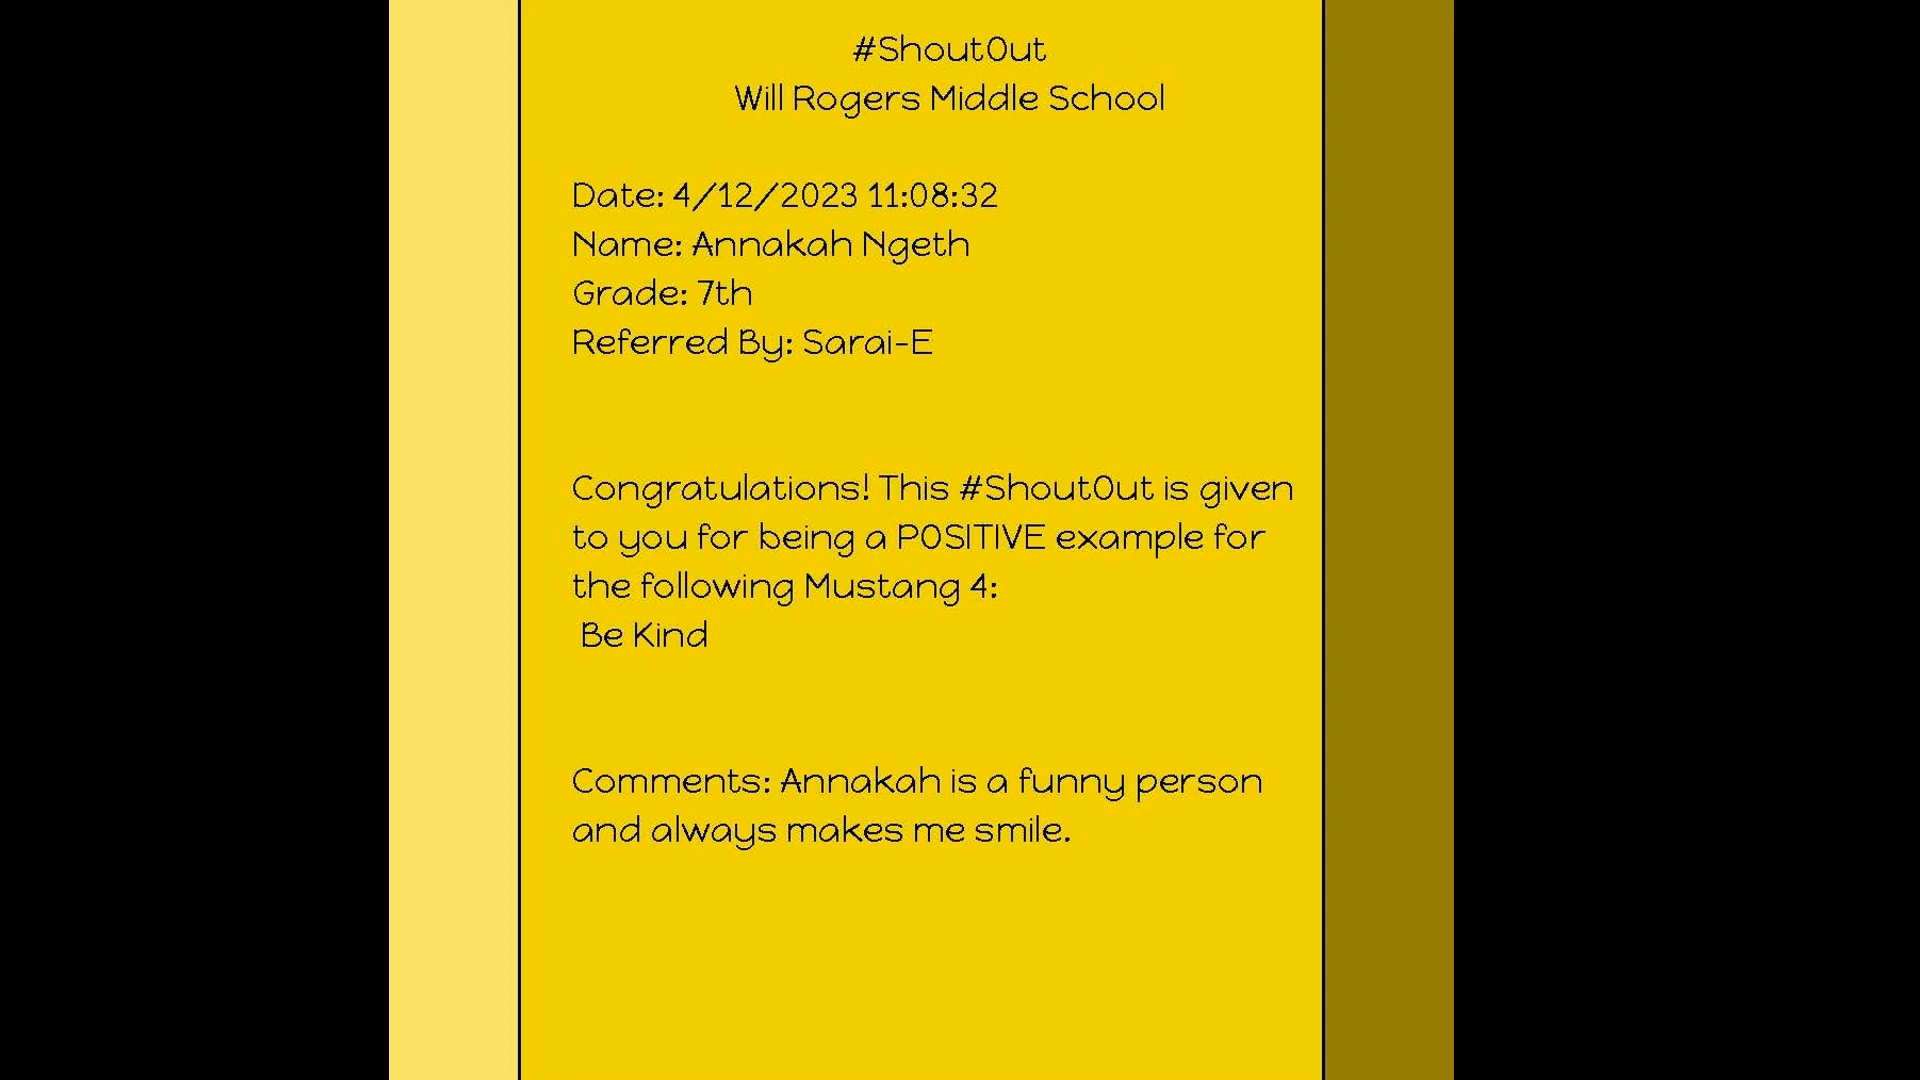 #ShoutOut
Will Rogers Middle School
Date: 4/12/2023 11:08:32
Name: Annakah Ngeth
Grade: 7th
Referred By: Sarai-E
Congratulations! This #ShoutOut is given
to you for being a POSITIVE example for
the following Mustang 4:
Be Kind
Comments: Annakah is a funny person
and always makes me smile.